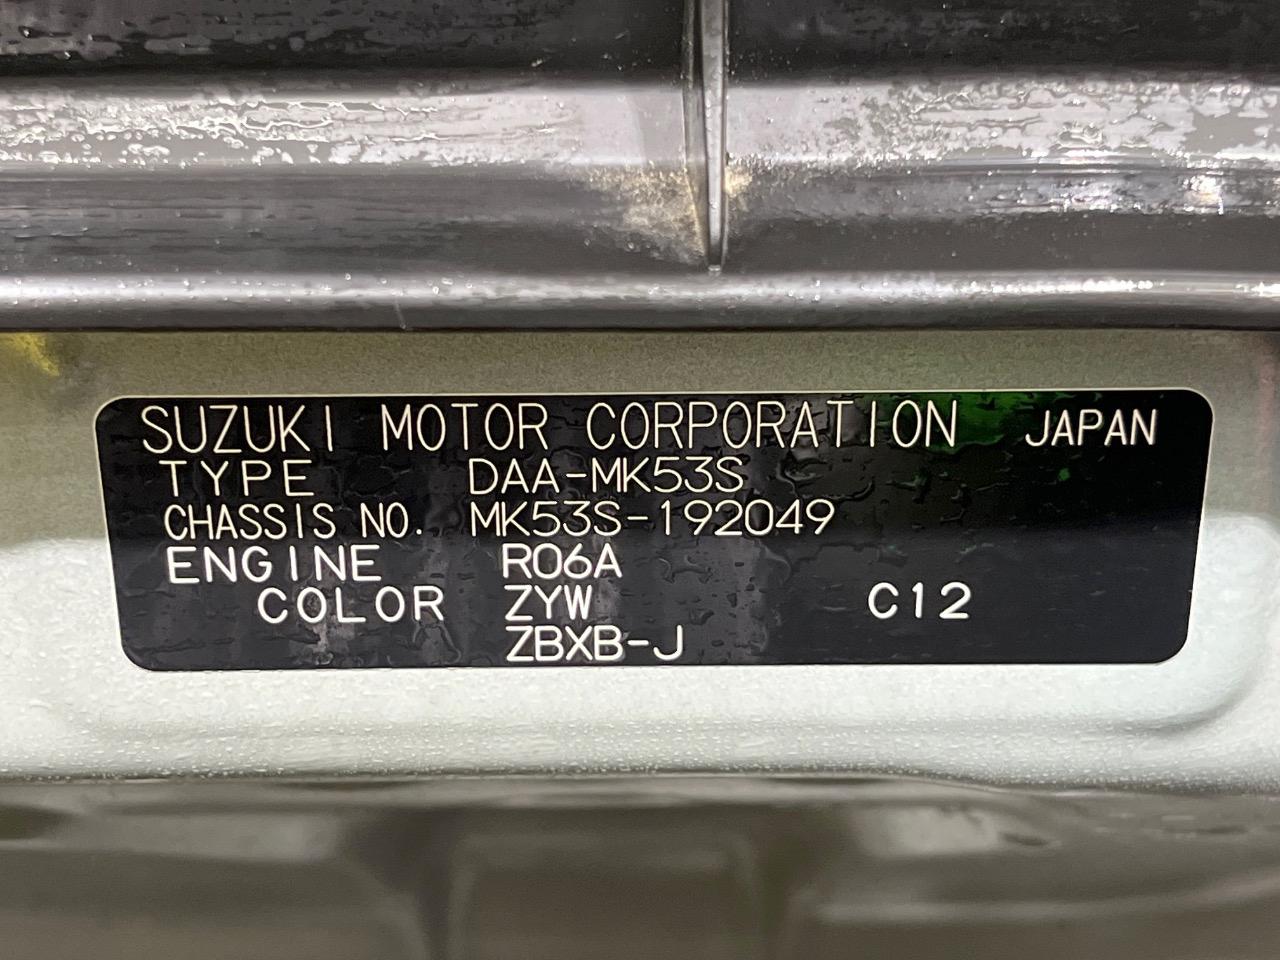 SUZUKI MOTOR CORPORATION JAPAN
TYPE DAA-MK53S
CHASSIS NO. MK53S-192049
ENGINE R06A
COLOR ZYW C12
ZBXB-J